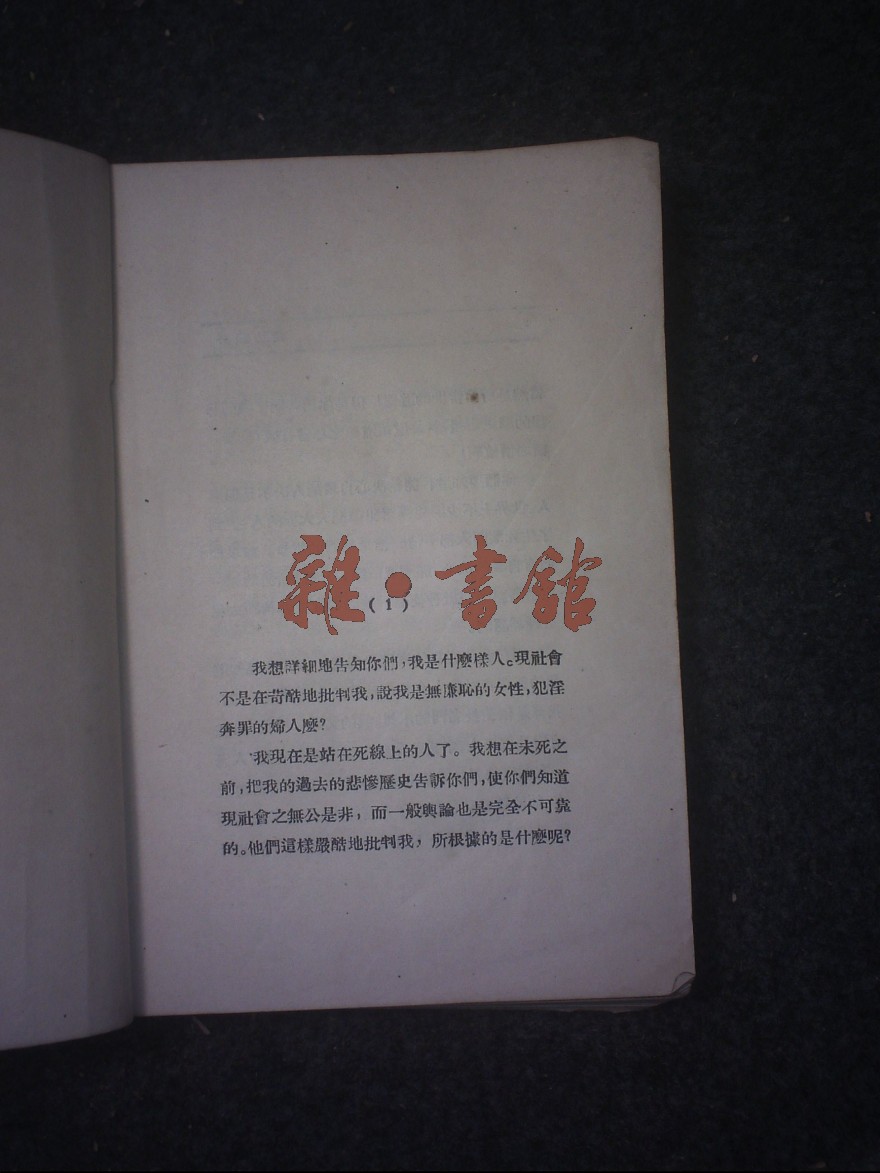 雜·書館
(1)
我想詳細地告知你們,我是什麼樣人。現社會
不是在苛酷地批判我,說我是無廉恥的女性,犯淫
奔罪的婦人麼?
我現在是站在死線上的人了。我想在未死之
前,把我的過去的悲慘歷史告訴你們,使你們知道
現社會之無公是非,而一般輿論也是完全不可靠
的。他們這樣嚴酷地批判我,所根據的是什麼呢?